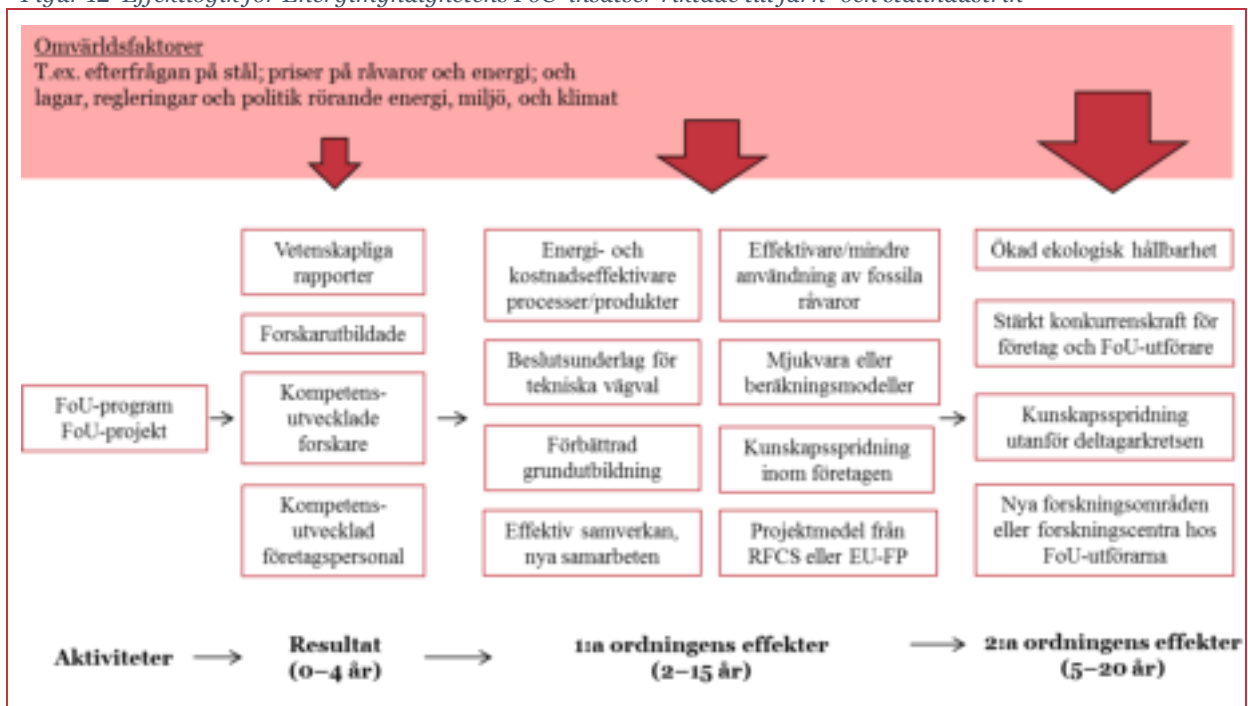 Omvärldsfaktorer
T.ex. efterfrågan på stål; priser på råvaror och energi; och
lagar, regleringar och politik rörande energi, miljö, och klimat
FoU-program
FoU-projekt
Vetenskapliga
rapporter
Forskarutbildade
Kompetens-
utvecklade
forskare
Kompetens-
utvecklad
företagspersonal
Energi- och
kostnadseffektivare
processer/produkter
Beslutsunderlag för
tekniska vägval
Förbättrad
grundutbildning
Effektiv samverkan,
nya samarbeten
Effektivare/mindre
användning av fossila
råvaror
Mjukvara eller
beräkningsmodeller
Kunskapsspridning
inom företagen
Projektmedel från
RFCS eller EU-FP
Ökad ekologisk hållbarhet
Stärkt konkurrenskraft för
företag och FoU-utförare
Kunskapsspridning
utanför deltagarkretsen
Nya forskningsområden
eller forskningscentra hos
FoU-utförarna
Aktiviteter
Resultat
(0–4 år)
1:a ordningens effekter
(2–15 år)
2:a ordningens effekter
(5–20 år)